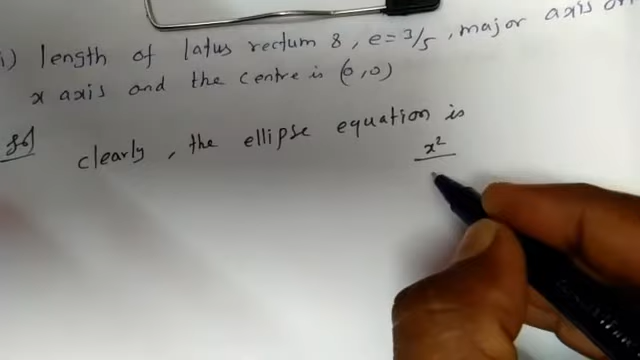 i) length of latus rectum 8, e=3/5, major axis on
x axis and the centre is (0,0)
Sol clearly, the ellipse equation is
x²